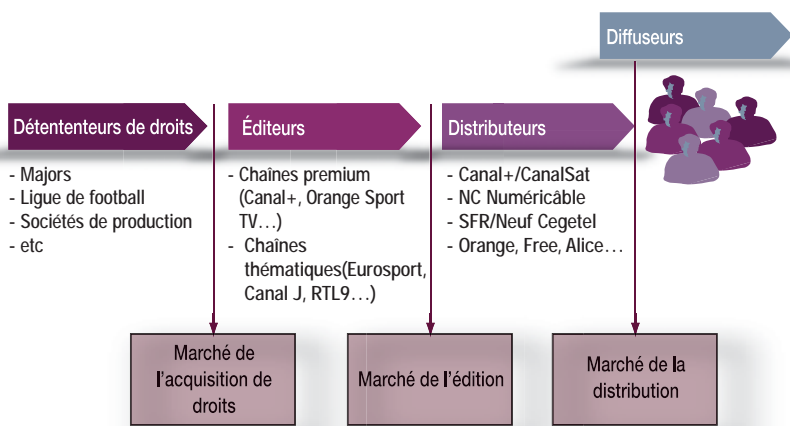 Diffuseurs
Détententeurs de droits
Éditeurs
Distributeurs
- Majors
- Ligue de football
- Sociétés de production
- etc
- Chaînes premium
(Canal+, Orange Sport
TV…)
- Chaînes
thématiques(Eurosport,
Canal J, RTL9…)
- Canal+/CanalSat
- NC Numéricâble
- SFR/Neuf Cegetel
- Orange, Free, Alice…
Marché de
l'acquisition de
droits
Marché de l'édition
Marché de la
distribution